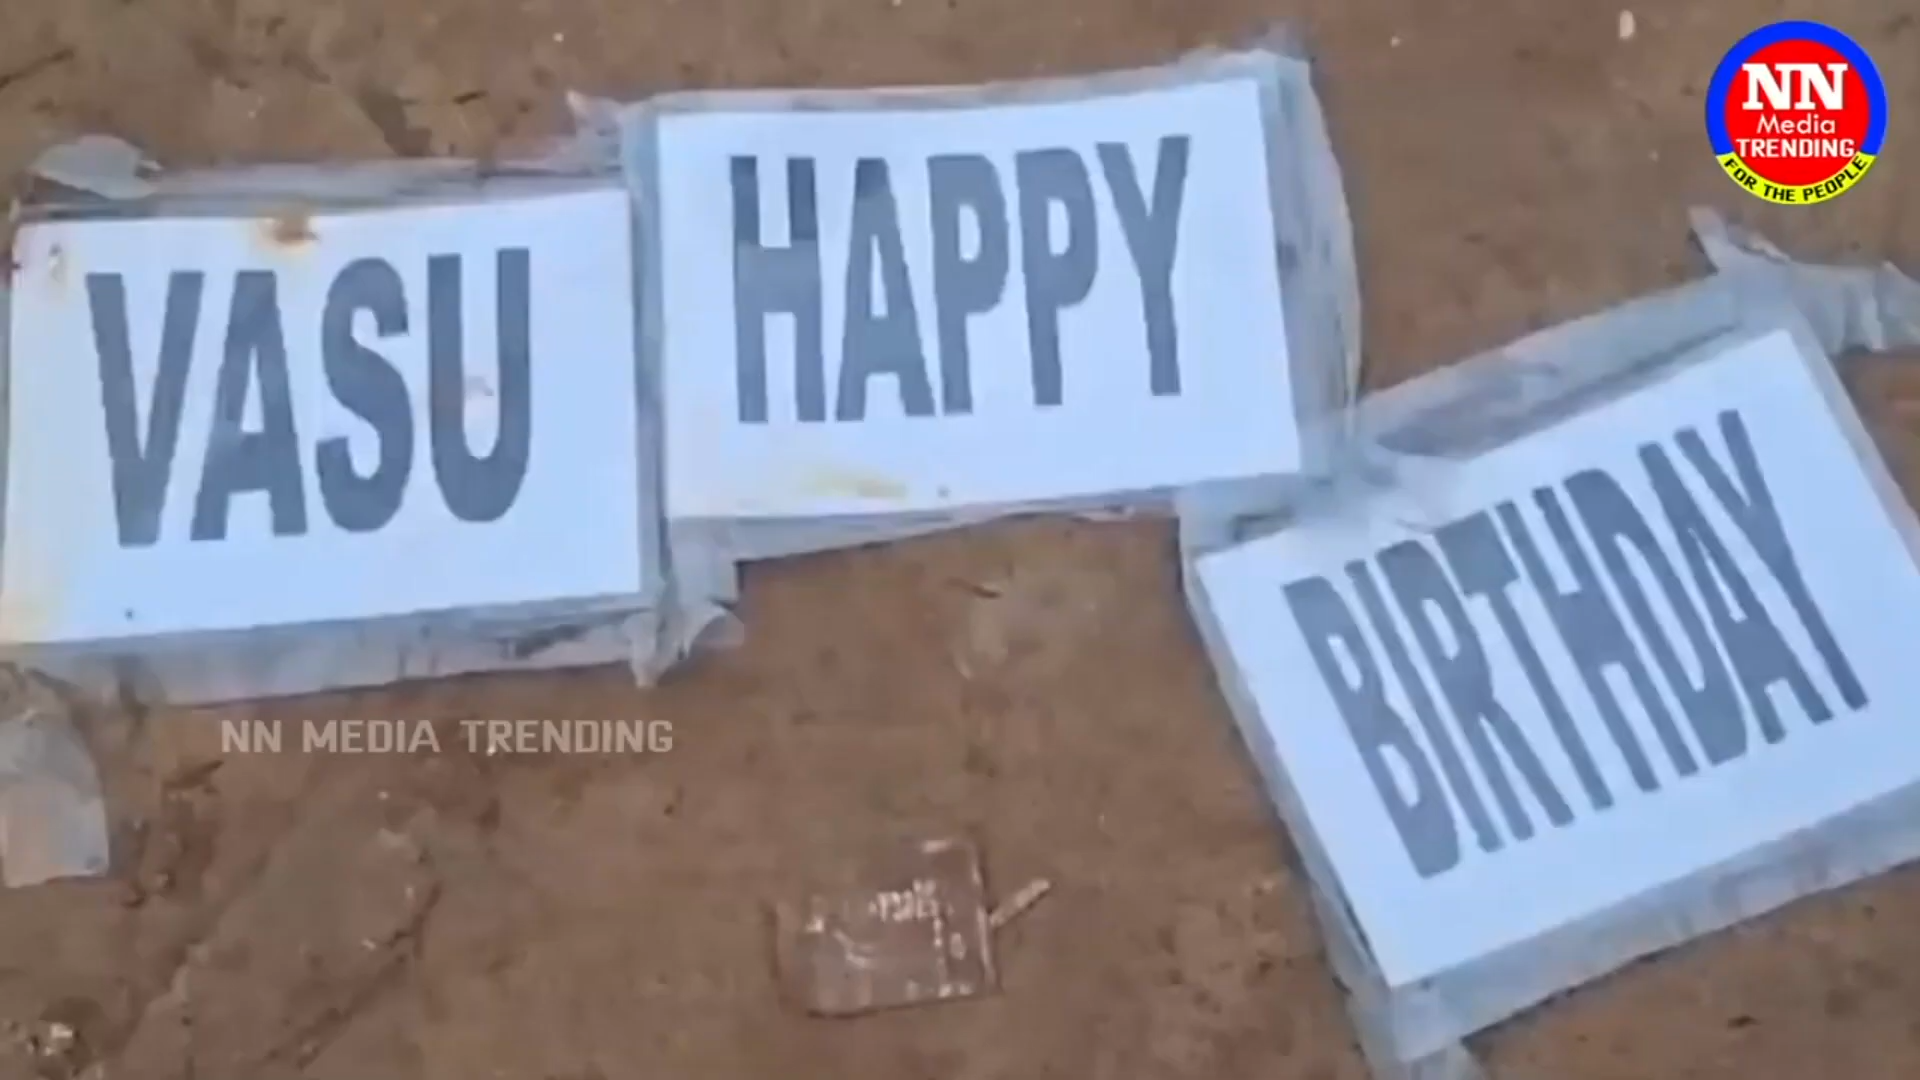 VASU
HAPPY
BIRTHDAY
NN
Media
TRENDING
FOR THE PEOPLE
NN MEDIA TRENDING